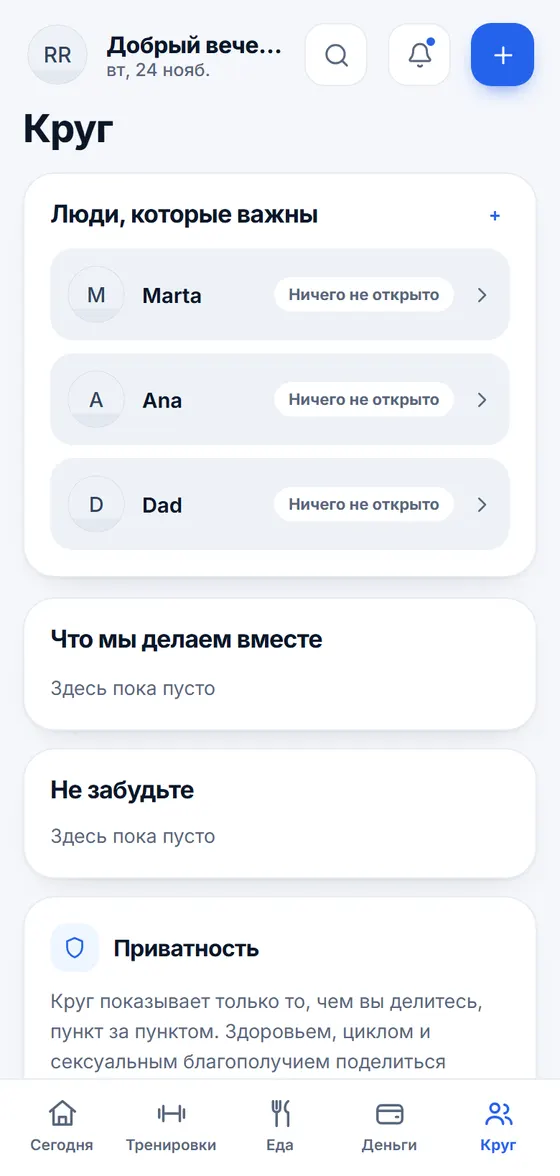 RR
Добрый вече...
вт, 24 нояб.
Круг
Люди, которые важны
+
M
Marta
Ничего не открыто
A
Ana
Ничего не открыто
D
Dad
Ничего не открыто
Что мы делаем вместе
Здесь пока пусто
Не забудьте
Здесь пока пусто
Приватность
Круг показывает только то, чем вы делитесь,
пункт за пунктом. Здоровьем, циклом и
сексуальным благополучием поделиться
Сегодня
Тренировки
Еда
Деньги
Круг